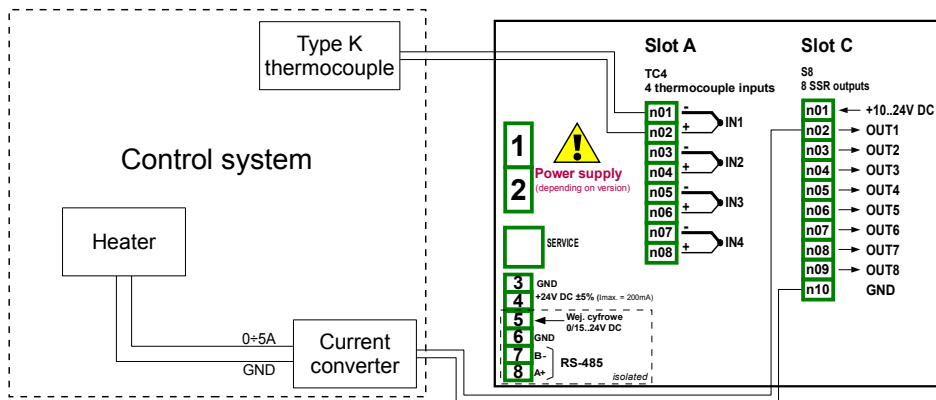 Type K
thermocouple
Control system
Heater
0÷5A
GND
Current
converter
Slot A
TC4
4 thermocouple inputs
n01
-
n02
+
IN1
n03
-
n04
+
IN2
n05
-
n06
+
IN3
n07
-
n08
+
IN4
Slot C
S8
8 SSR outputs
n01
+10..24V DC
n02
OUT1
n03
OUT2
n04
OUT3
n05
OUT4
n06
OUT5
n07
OUT6
n08
OUT7
n09
OUT8
n10
GND
1
2
!
Power supply
(depending on version)
SERVICE
3 GND
4 +24V DC ±5% (Imax. = 200mA)
5 Wej. cyfrowe
0/15..24V DC
6 GND
7 B-
8 A+
RS-485
isolated